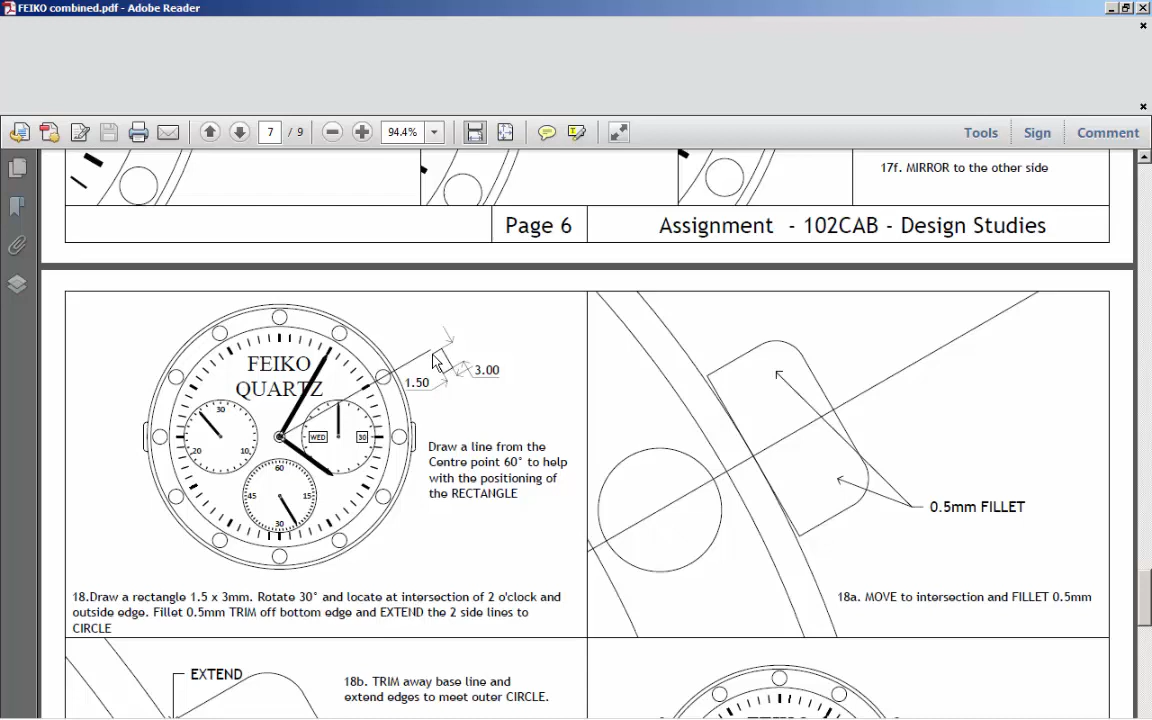 FEIKO combined.pdf - Adobe Reader
7 / 9
94.4%
Tools
Sign
Comment
17f. MIRROR to the other side
Page 6
Assignment - 102CAB - Design Studies
FEIKO
QUARTZ
3.00
1.50
30
20
10
WED
30
60
45
15
30
Draw a line from the
Centre point 60° to help
with the positioning of
the RECTANGLE
0.5mm FILLET
18.Draw a rectangle 1.5 x 3mm. Rotate 30° and locate at intersection of 2 o'clock and
outside edge. Fillet 0.5mm TRIM off bottom edge and EXTEND the 2 side lines to
CIRCLE
18a. MOVE to intersection and FILLET 0.5mm
EXTEND
18b. TRIM away base line and
extend edges to meet outer CIRCLE.